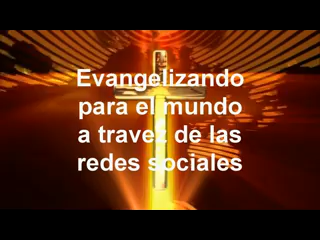 Evangelizando
para el mundo
a travez de las
redes sociales